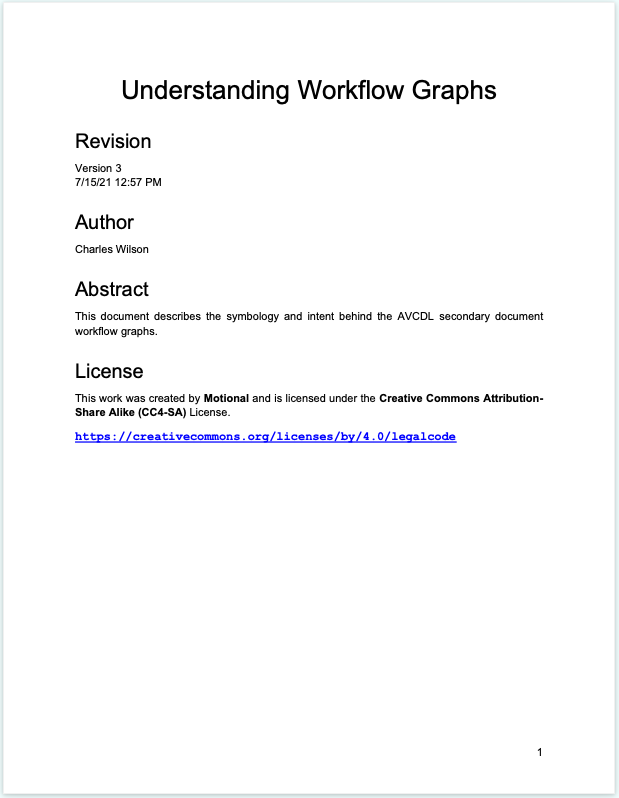 Understanding Workflow Graphs
Revision
Version 3
7/15/21 12:57 PM
Author
Charles Wilson
Abstract
This document describes the symbology and intent behind the AVCDL secondary document
workflow graphs.
License
This work was created by Motional and is licensed under the Creative Commons Attribution-
Share Alike (CC4-SA) License.
https://creativecommons.org/licenses/by/4.0/legalcode
1